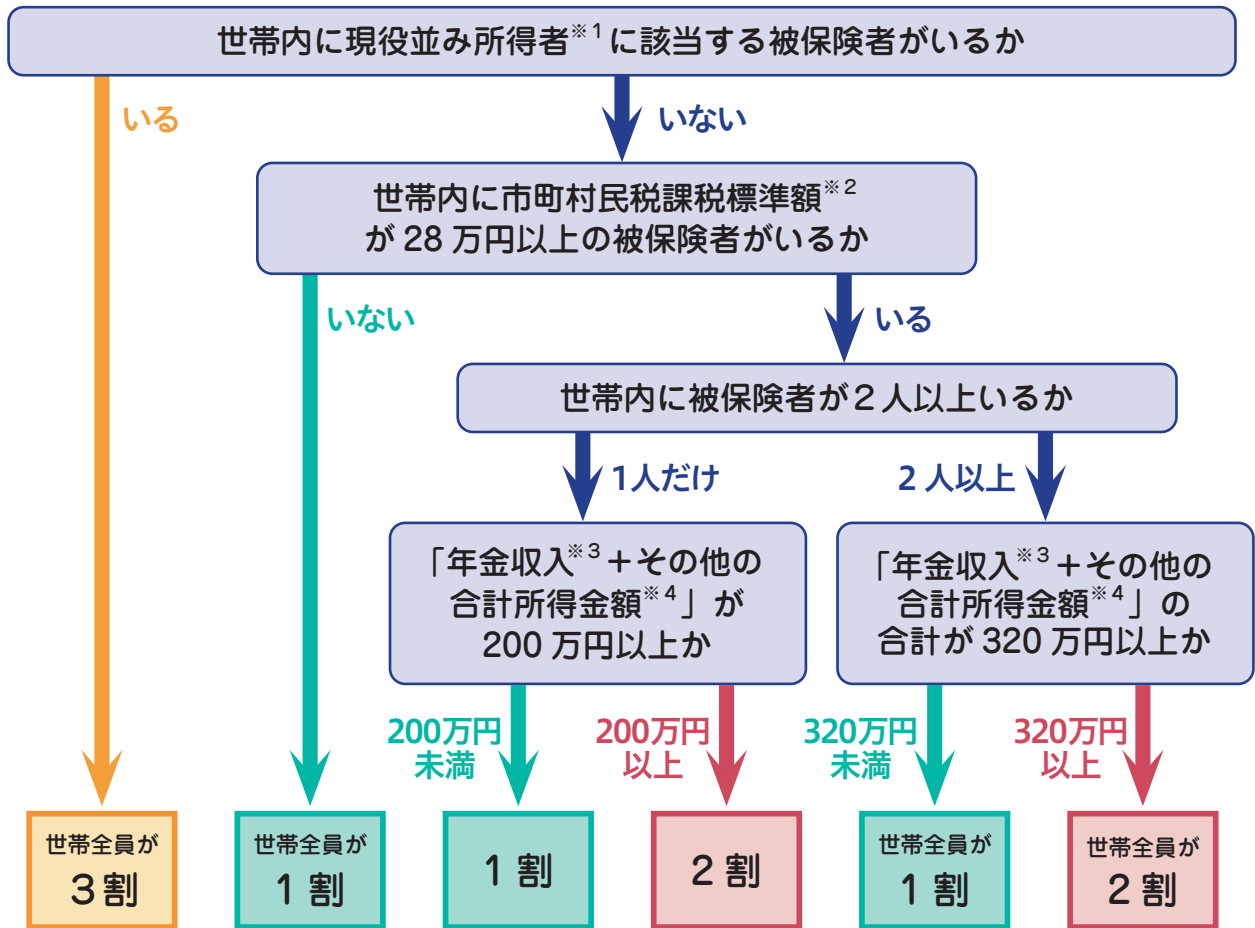 世帯内に現役並み所得者※1に該当する被保険者がいるか
いる
いない
世帯内に市町村民税課税標準額※2
が 28 万円以上の被保険者がいるか
いない
いる
世帯内に被保険者が2人以上いるか
1人だけ
2 人以上
「年金収入※3+その他の
合計所得金額※4」が
200 万円以上か
「年金収入※3+その他の
合計所得金額※4」の
合計が 320 万円以上か
200万円
未満
200万円
以上
320万円
未満
320万円
以上
世帯全員が
3割
世帯全員が
1 割
1 割
2 割
世帯全員が
1 割
世帯全員が
2 割